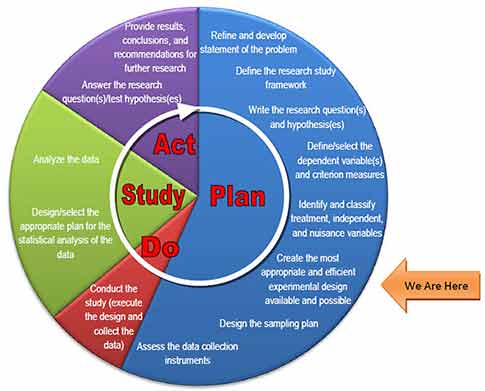 Provide results,
conclusions, and
recommendations for
further research
Answer the research
question(s)/test hypothesis(es)
Refine and develop
statement of the problem
Define the research study
framework
Write the research question(s)
and hypothesis(es)
Define/select the
dependent variable(s)
and criterion measures
Identify and classify
treatment, independent,
and nuisance variables
Create the most
appropriate and efficient
experimental design
available and possible
Design the sampling plan
Assess the data collection
instruments
Conduct the
study (execute
the design and
collect the
data)
Design/select the
appropriate plan for the
statistical analysis of the
data
Analyze the data
Act
Study
Plan
Do
We Are Here